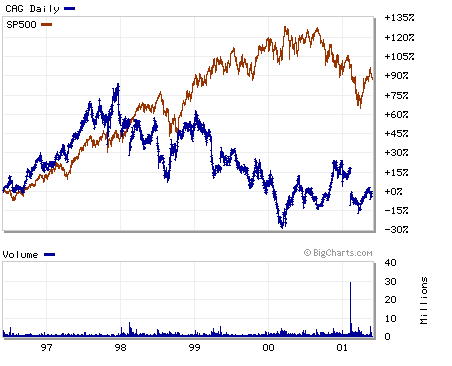 CAG Daily
SP500
+135%
+120%
+105%
+90%
+75%
+60%
+45%
+30%
+15%
+0%
-15%
-30%
© BigCharts.com
Volume
40
30
20
10
0
Millions
97 98 99 00 01